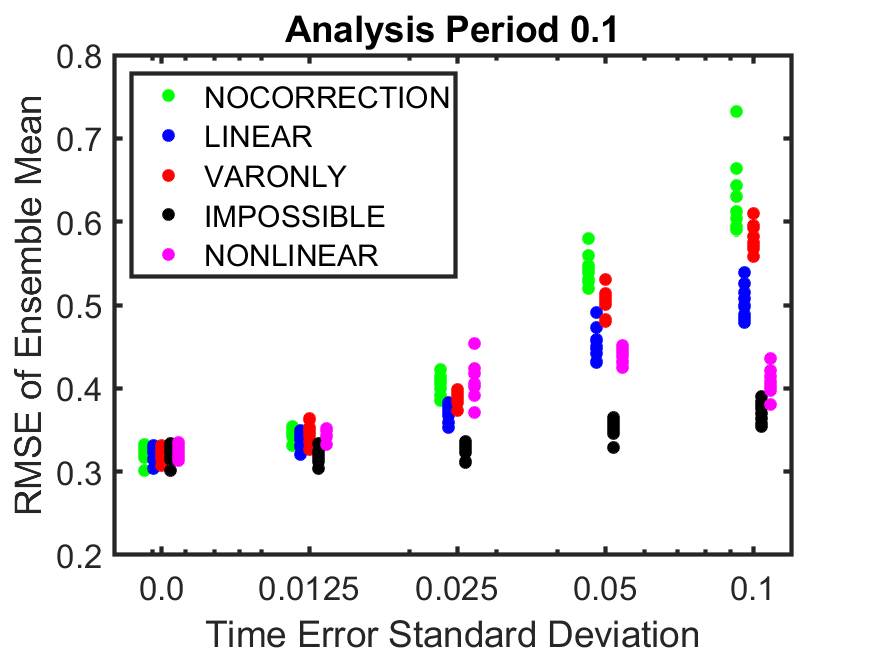 Analysis Period 0.1
RMSE of Ensemble Mean
0.8
0.7
0.6
0.5
0.4
0.3
0.2
NOCORRECTION
LINEAR
VARONLY
IMPOSSIBLE
NONLINEAR
0.0 0.0125 0.025 0.05 0.1
Time Error Standard Deviation